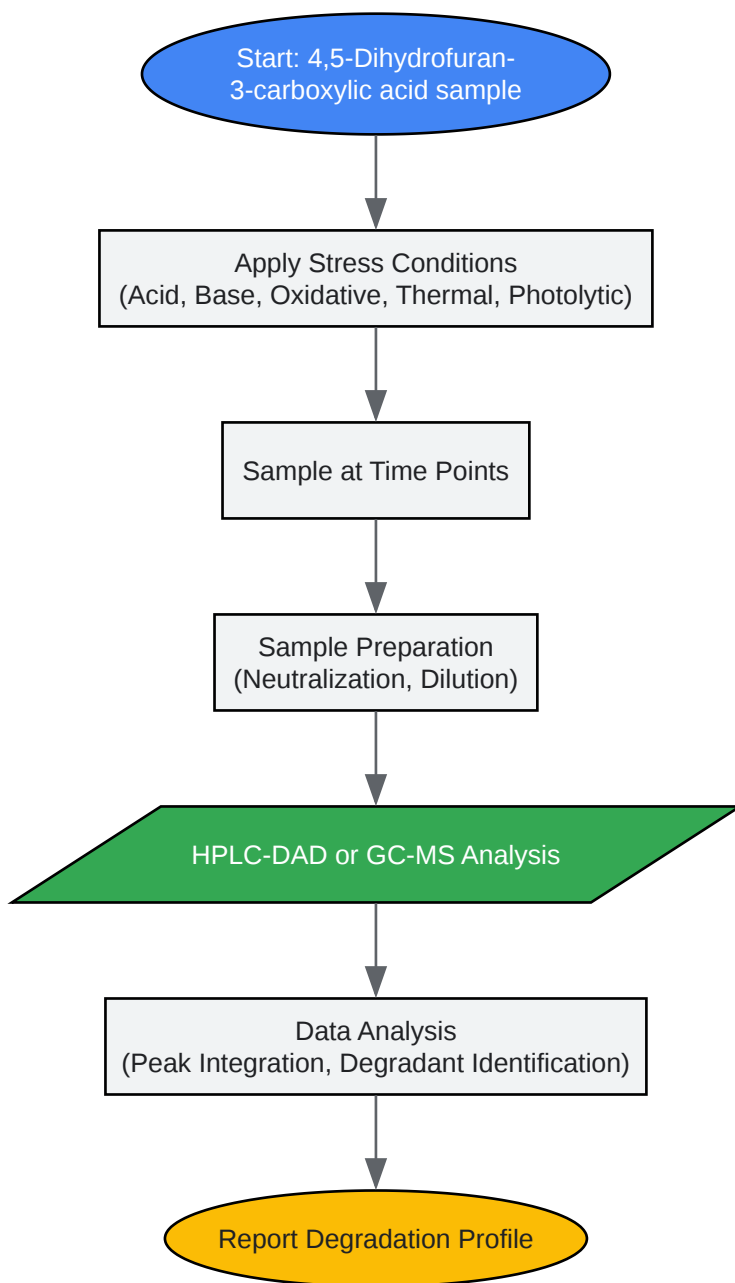 Start: 4,5-Dihydrofuran-
3-carboxylic acid sample
Apply Stress Conditions
(Acid, Base, Oxidative, Thermal, Photolytic)
Sample at Time Points
Sample Preparation
(Neutralization, Dilution)
HPLC-DAD or GC-MS Analysis
Data Analysis
(Peak Integration, Degradant Identification)
Report Degradation Profile